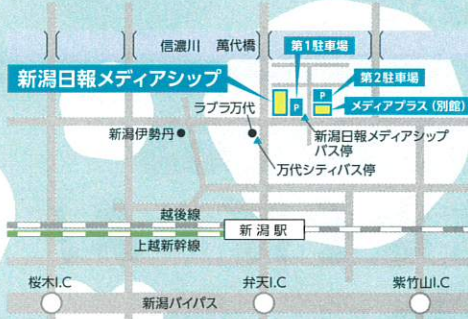 信濃川 萬代橋
第1駐車場
新潟日報メディアシップ
第2駐車場
P
P
メディアプラス(別館)
ラブラ万代
新潟伊勢丹
新潟日報メディアシップ
バス停
万代シティバス停
越後線
新潟駅
上越新幹線
桜木I.C
弁天I.C
紫竹山I.C
新潟バイパス